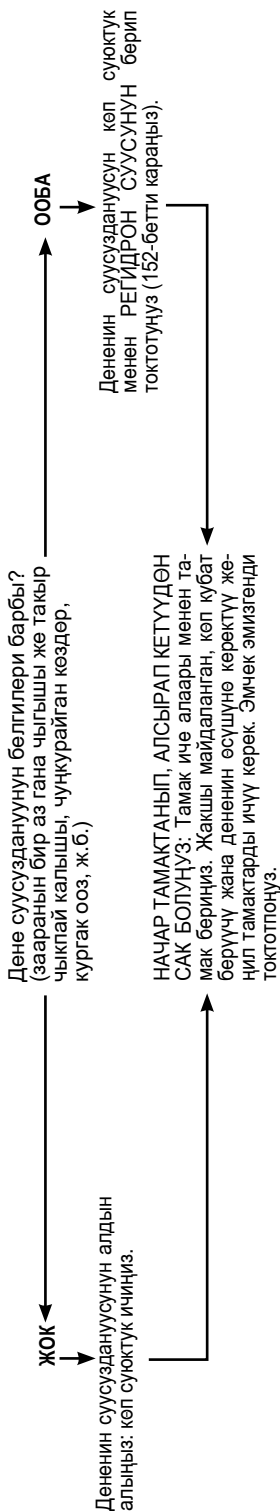 Дене суусуздануунун белгилери барбы?
(зааранын бир аз гана чыгышы же такыр
чыкпай калышы, чуңкурайган көздөр,
кургак ооз, ж.б.)
ЖОК
Дененин суусуздануусунун алдын
алыңыз: көп суюктук ичиңиз.
ООБА
Дененин суусуздануусун көп суюктук
менен РЕГИДРОН СУУСУНУН берип
токтотуңуз (152-бетти караңыз).
НАЧАР ТАМАКТАНЫП, АЛСЫРАП КЕТҮҮДӨН
САК БОЛУҢУЗ: Тамак иче алаары менен та-
мак бериңиз. Жакшы майдаланган, көп кубат
берүүчү жана дененин өсүшүнө керектүү же-
ңил тамактарды ичүү керек. Эмчек эмизгенди
токтотпоңуз.